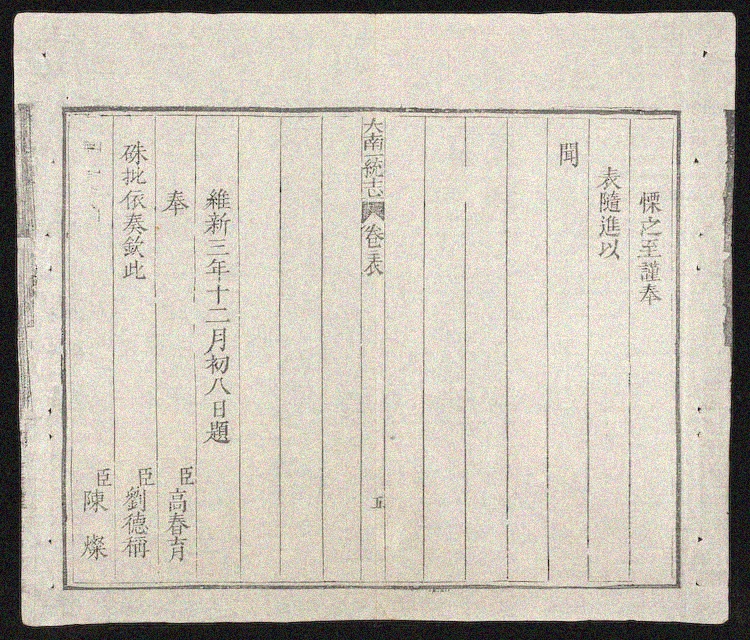 慄之至謹奉
表隨進以
聞
大南一統志 卷首表
五
維新三年十二月初八日題
奉
臣高春育
硃批依奏欽此
臣劉德稱
臣陳燦